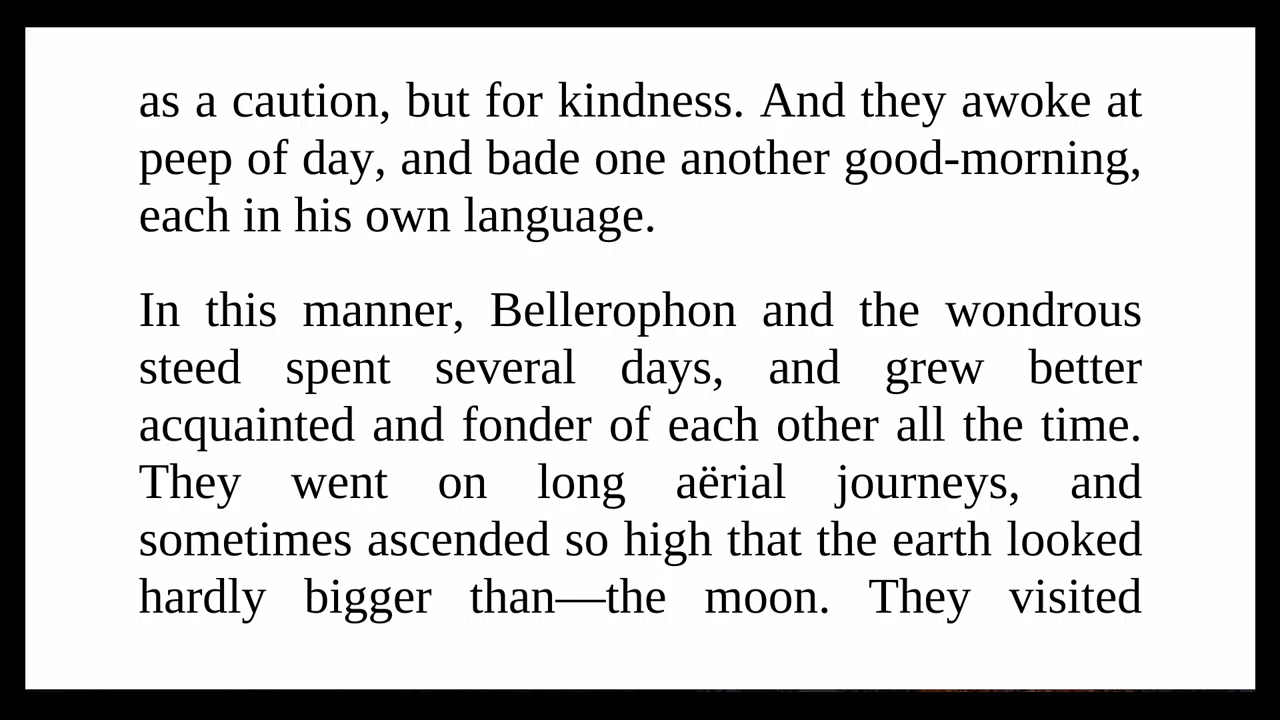 as a caution, but for kindness. And they awoke at
peep of day, and bade one another good-morning,
each in his own language.
In this manner, Bellerophon and the wondrous
steed spent several days, and grew better
acquainted and fonder of each other all the time.
They went on long aërial journeys, and
sometimes ascended so high that the earth looked
hardly bigger than—the moon. They visited